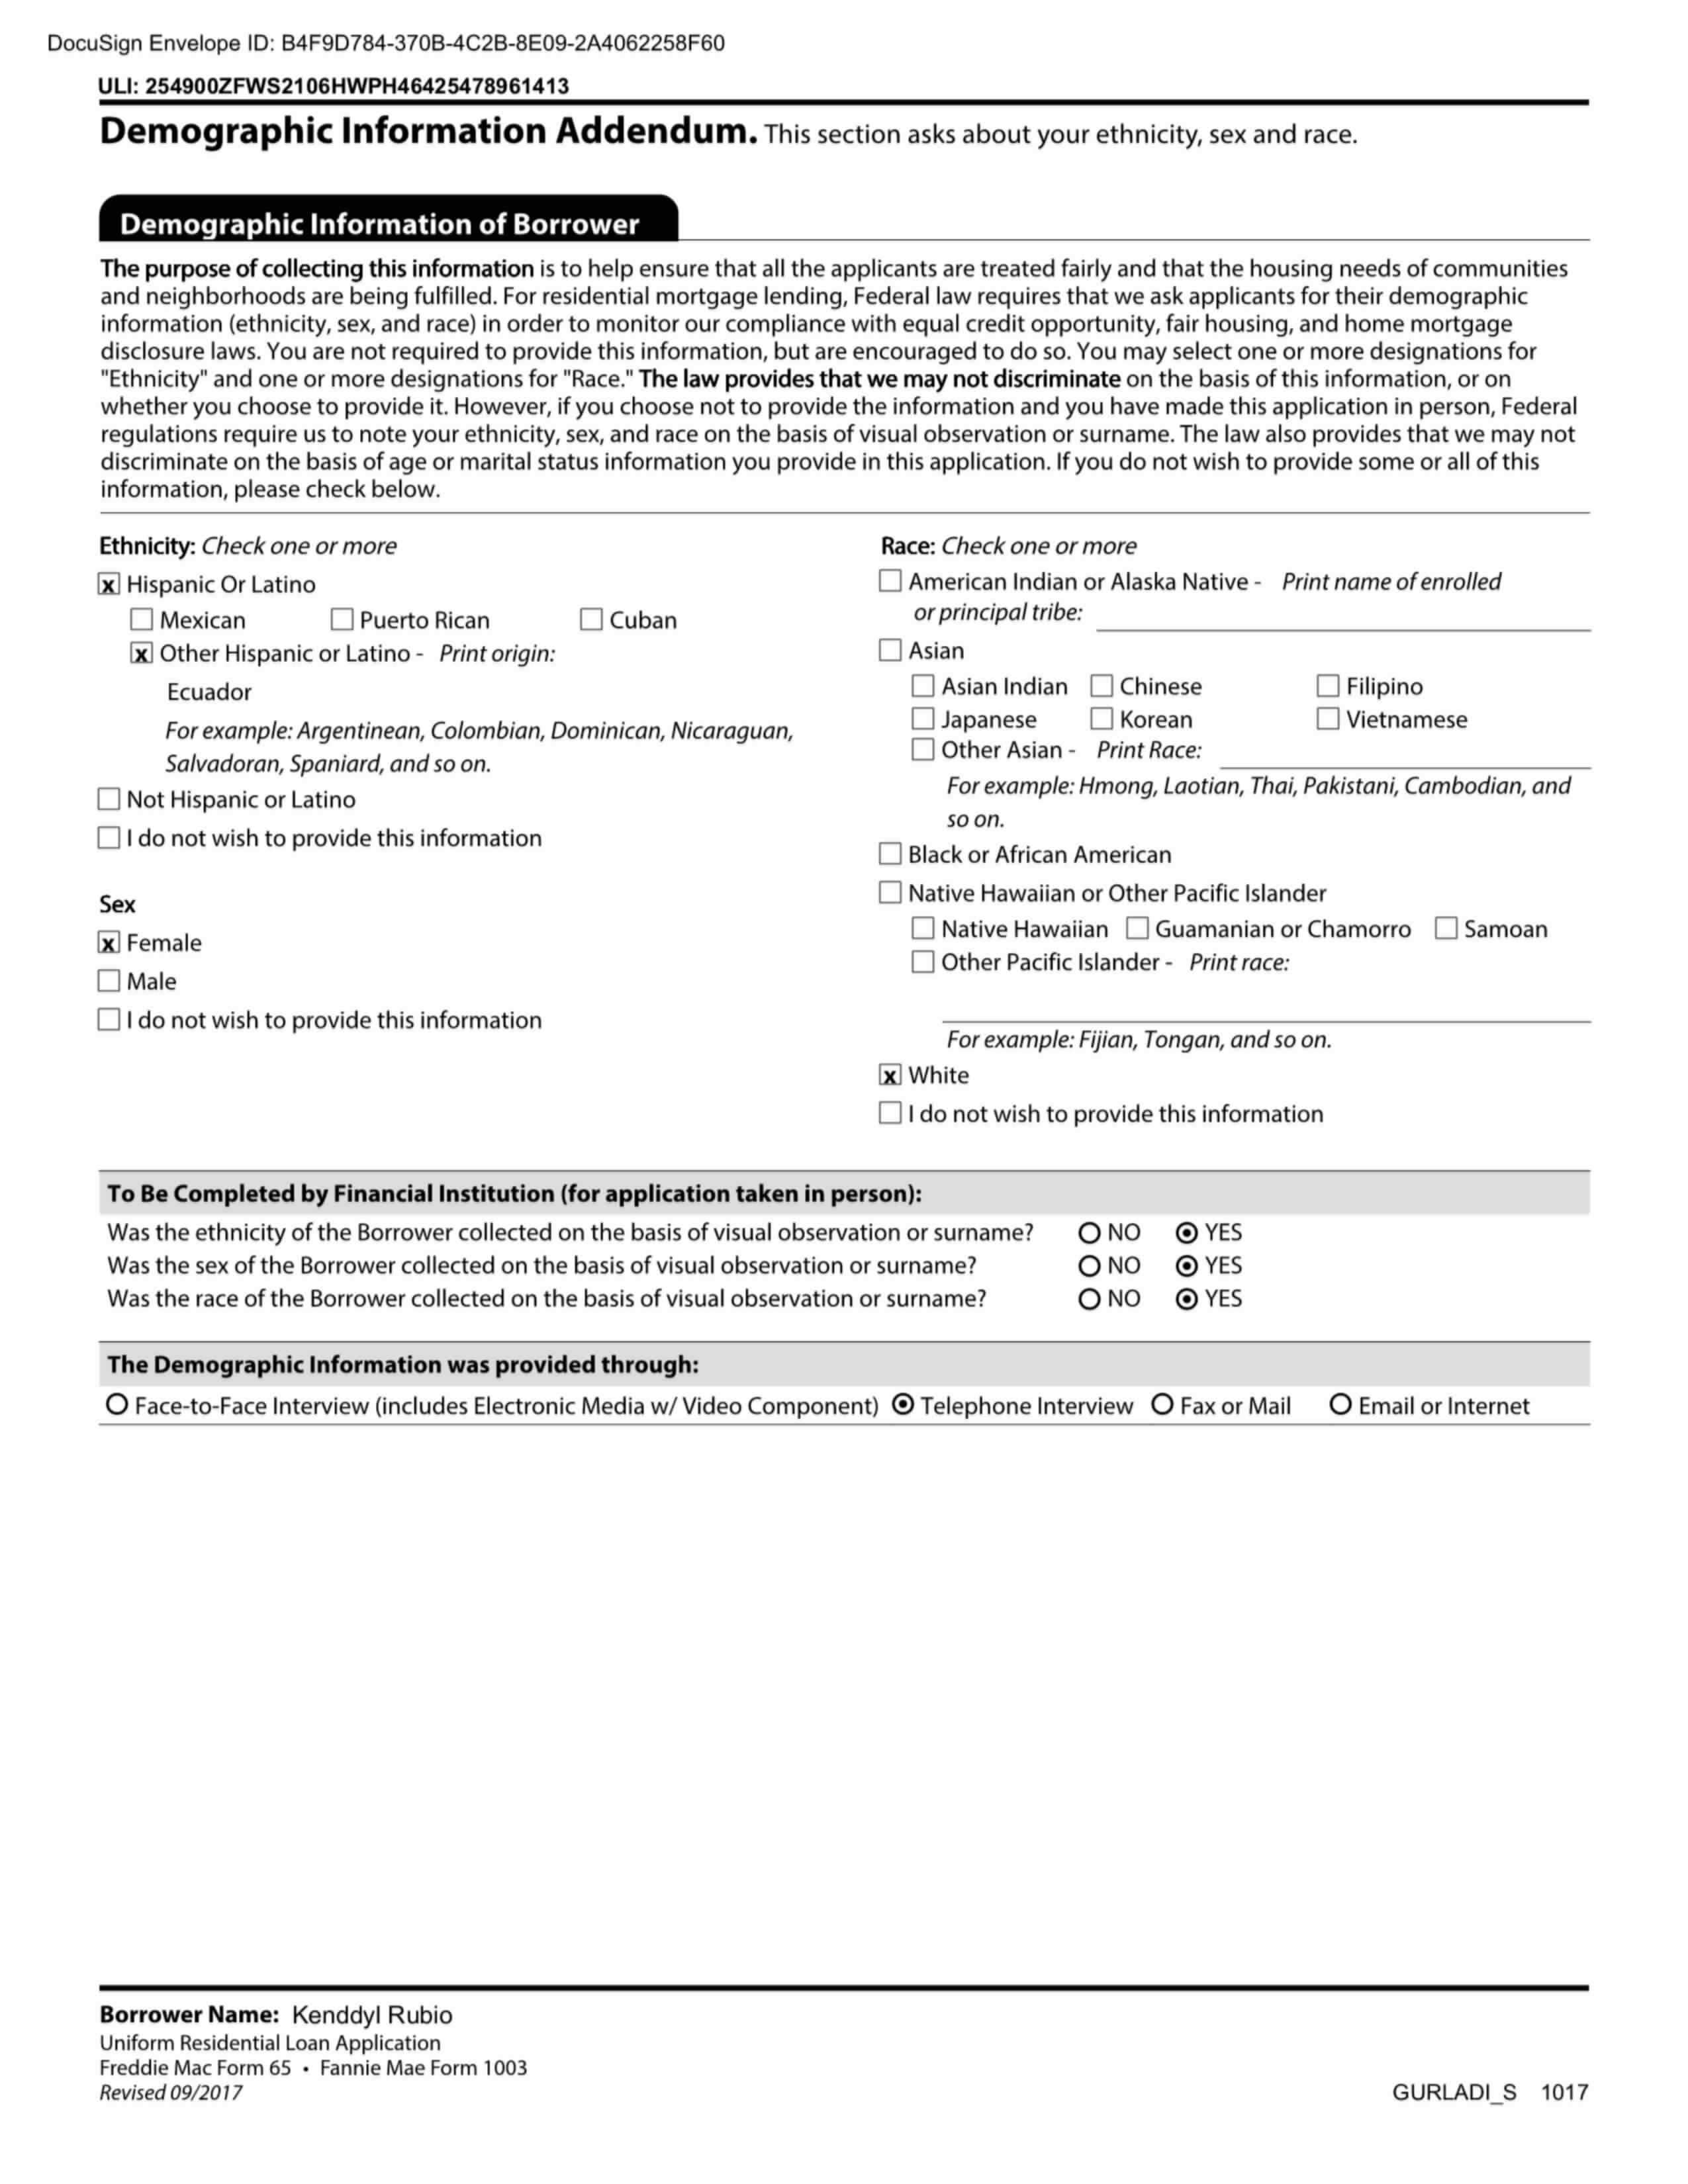 DocuSign Envelope ID: B4F9D784-370B-4C2B-8E09-2A4062258F60
ULI: 254900ZFWS2106HWPH46425478961413
Demographic Information Addendum. This section asks about your ethnicity, sex and race.
Demographic Information of Borrower
The purpose of collecting this information is to help ensure that all the applicants are treated fairly and that the housing needs of communities
and neighborhoods are being fulfilled. For residential mortgage lending, Federal law requires that we ask applicants for their demographic
information (ethnicity, sex, and race) in order to monitor our compliance with equal credit opportunity, fair housing, and home mortgage
disclosure laws. You are not required to provide this information, but are encouraged to do so. You may select one or more designations for
"Ethnicity" and one or more designations for "Race." The law provides that we may not discriminate on the basis of this information, or on
whether you choose to provide it. However, if you choose not to provide the information and you have made this application in person, Federal
regulations require us to note your ethnicity, sex, and race on the basis of visual observation or surname. The law also provides that we may not
discriminate on the basis of age or marital status information you provide in this application. If you do not wish to provide some or all of this
information, please check below.
Ethnicity: Check one or more
x Hispanic Or Latino
Mexican Puerto Rican Cuban
x Other Hispanic or Latino - Print origin:
Ecuador
For example: Argentinean, Colombian, Dominican, Nicaraguan,
Salvadoran, Spaniard, and so on.
Not Hispanic or Latino
I do not wish to provide this information
Sex
x Female
Male
I do not wish to provide this information
Race: Check one or more
American Indian or Alaska Native - Print name of enrolled
or principal tribe:
Asian
Asian Indian Chinese Filipino
Japanese Korean Vietnamese
Other Asian - Print Race:
For example: Hmong, Laotian, Thai, Pakistani, Cambodian, and
so on.
Black or African American
Native Hawaiian or Other Pacific Islander
Native Hawaiian Guamanian or Chamorro Samoan
Other Pacific Islander - Print race:
For example: Fijian, Tongan, and so on.
x White
I do not wish to provide this information
To Be Completed by Financial Institution (for application taken in person):
Was the ethnicity of the Borrower collected on the basis of visual observation or surname? NO YES
Was the sex of the Borrower collected on the basis of visual observation or surname? NO YES
Was the race of the Borrower collected on the basis of visual observation or surname? NO YES
The Demographic Information was provided through:
Face-to-Face Interview (includes Electronic Media w/ Video Component) Telephone Interview Fax or Mail Email or Internet
Borrower Name: Kenddyl Rubio
Uniform Residential Loan Application
Freddie Mac Form 65 • Fannie Mae Form 1003
Revised 09/2017
GURLADI_S 1017